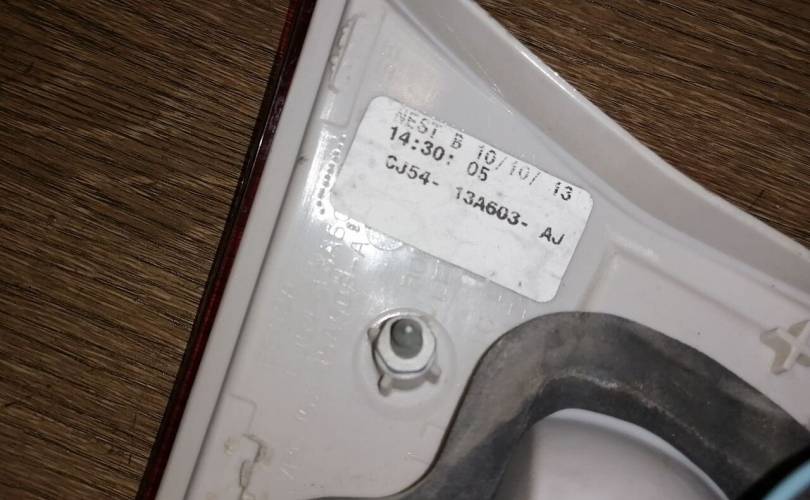 NEST B 10/10/ 13
14:30: 05
CJ54- 13A603- AJ